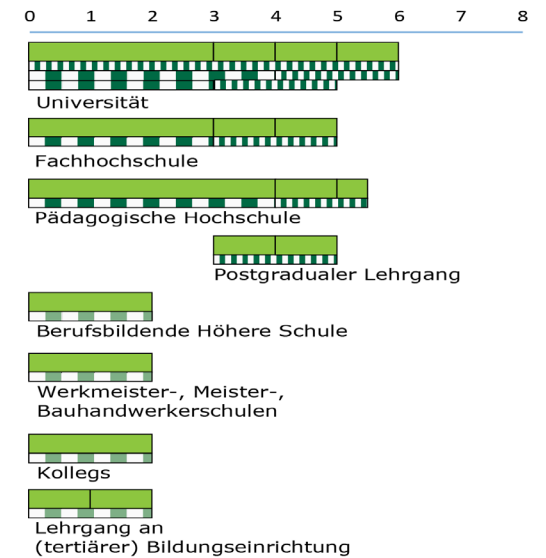 0 1 2 3 4 5 6 7 8
Universität
Fachhochschule
Pädagogische Hochschule
Postgradualer Lehrgang
Berufsbildende Höhere Schule
Werkmeister-, Meister-,
Bauhandwerkerschulen
Kollegs
Lehrgang an
(tertiärer) Bildungseinrichtung